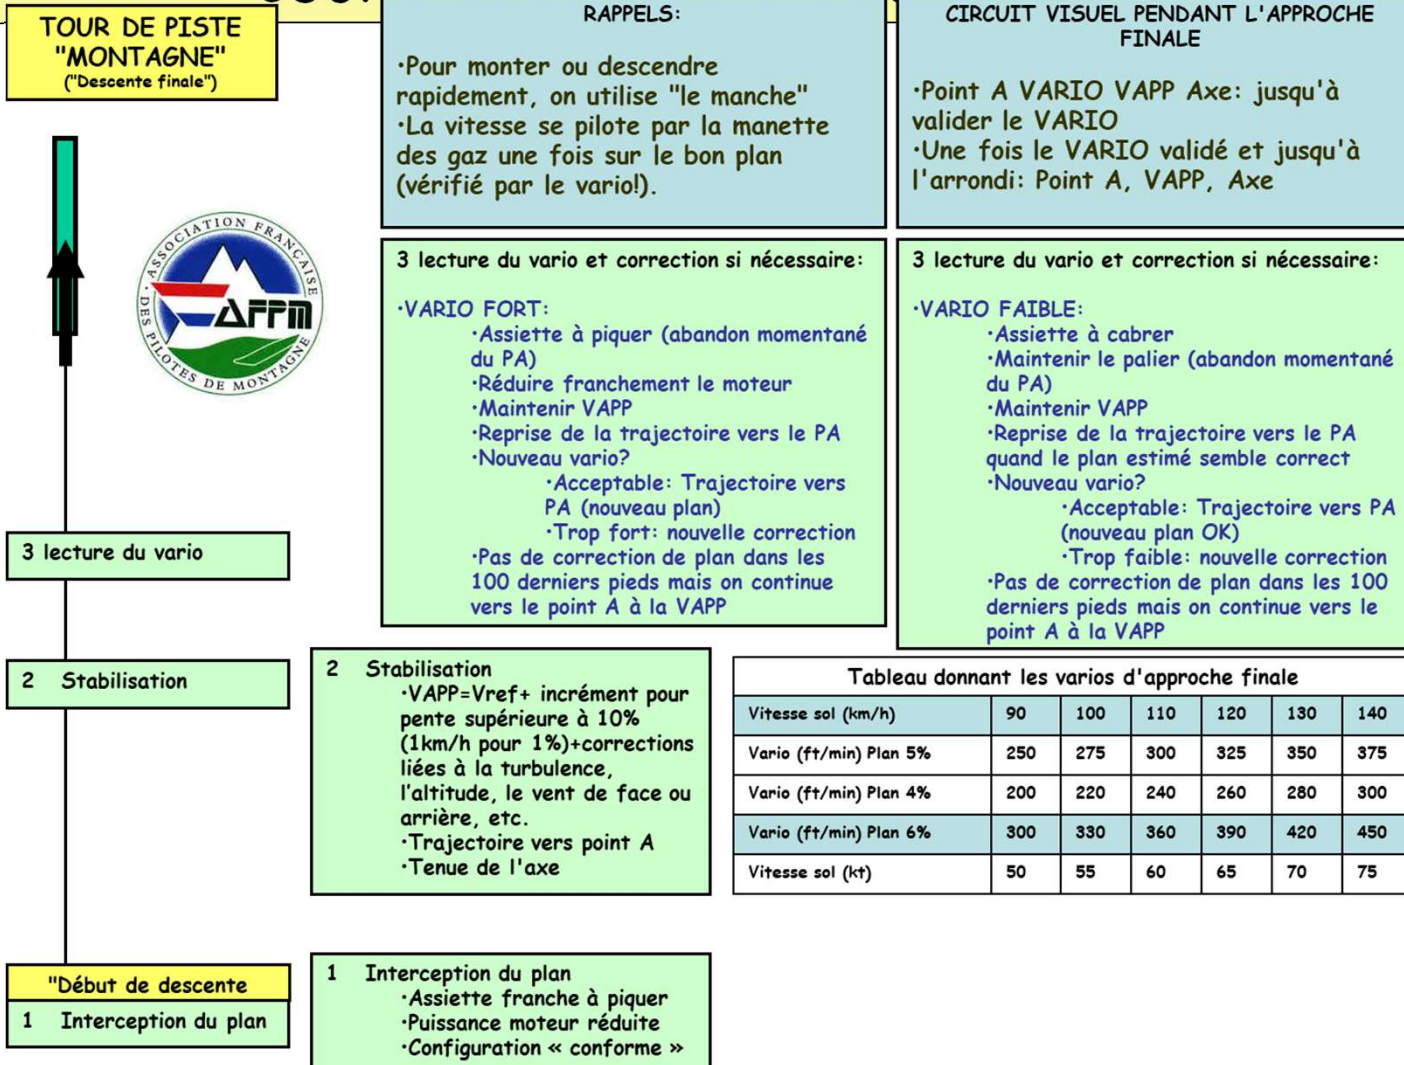 TOUR DE PISTE
"MONTAGNE"
("Descente finale")
RAPPELS:
•Pour monter ou descendre
rapidement, on utilise "le manche"
•La vitesse se pilote par la manette
des gaz une fois sur le bon plan
(vérifié par le vario!).
CIRCUIT VISUEL PENDANT L'APPROCHE
FINALE
•Point A VARIO VAPP Axe: jusqu'à
valider le VARIO
•Une fois le VARIO validé et jusqu'à
l'arrondi: Point A, VAPP, Axe
ASSOCIATION FRANÇAISE
DES PILOTES DE MONTAGNE
AFPM
3 lecture du vario et correction si nécessaire:
•VARIO FORT:
•Assiette à piquer (abandon momentané
du PA)
•Réduire franchement le moteur
•Maintenir VAPP
•Reprise de la trajectoire vers le PA
•Nouveau vario?
•Acceptable: Trajectoire vers
PA (nouveau plan)
•Trop fort: nouvelle correction
•Pas de correction de plan dans les
100 derniers pieds mais on continue
vers le point A à la VAPP
3 lecture du vario et correction si nécessaire:
•VARIO FAIBLE:
•Assiette à cabrer
•Maintenir le palier (abandon momentané
du PA)
•Maintenir VAPP
•Reprise de la trajectoire vers le PA
quand le plan estimé semble correct
•Nouveau vario?
•Acceptable: Trajectoire vers PA
(nouveau plan OK)
•Trop faible: nouvelle correction
•Pas de correction de plan dans les 100
derniers pieds mais on continue vers le
point A à la VAPP
3 lecture du vario
2 Stabilisation
2 Stabilisation
•VAPP=Vref+ incrément pour
pente supérieure à 10%
(1km/h pour 1%)+corrections
liées à la turbulence,
l'altitude, le vent de face ou
arrière, etc.
•Trajectoire vers point A
•Tenue de l'axe
Tableau donnant les varios d'approche finale
Vitesse sol (km/h) 90 100 110 120 130 140
Vario (ft/min) Plan 5% 250 275 300 325 350 375
Vario (ft/min) Plan 4% 200 220 240 260 280 300
Vario (ft/min) Plan 6% 300 330 360 390 420 450
Vitesse sol (kt) 50 55 60 65 70 75
"Début de descente
1 Interception du plan
1 Interception du plan
•Assiette franche à piquer
•Puissance moteur réduite
•Configuration « conforme »